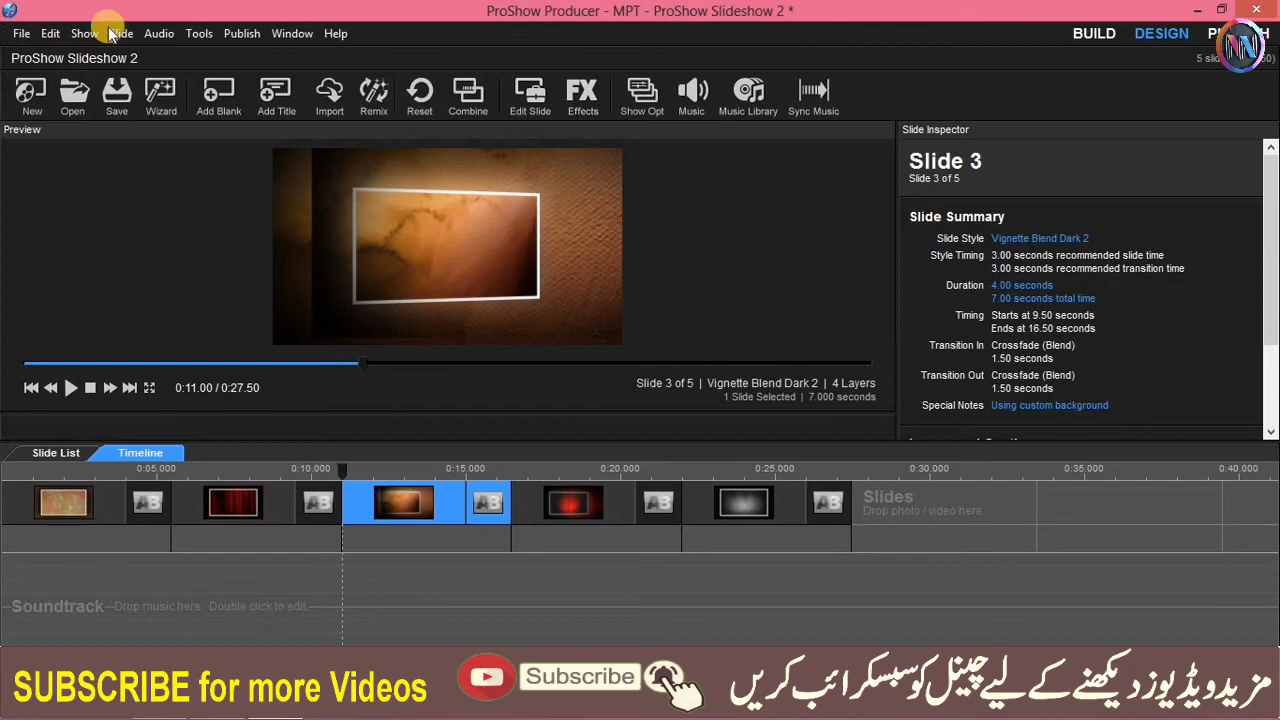 ProShow Producer - MPT - ProShow Slideshow 2 *
File Edit Show Slide Audio Tools Publish Window Help
BUILD DESIGN
ProShow Slideshow 2
New Open Save Wizard Add Blank Add Title Import Remix Reset Combine Edit Slide Effects Show Opt Music Music Library Sync Music
FX
Preview
Slide Inspector
Slide 3
Slide 3 of 5
Slide Summary
Slide Style Vignette Blend Dark 2
Style Timing 3.00 seconds recommended slide time
3.00 seconds recommended transition time
Duration 4.00 seconds
7.00 seconds total time
Timing Starts at 9.50 seconds
Ends at 16.50 seconds
Transition In Crossfade (Blend)
1.50 seconds
Transition Out Crossfade (Blend)
1.50 seconds
Special Notes Using custom background
0:11.00 / 0:27.50
Slide 3 of 5 | Vignette Blend Dark 2 | 4 Layers
1 Slide Selected | 7.000 seconds
Slide List Timeline
0:05.000 0:10.000 0:15.000 0:20.000 0:25.000 0:30.000 0:35.000 0:40.000
AB AB AB AB AB
Slides
Drop photo / video here.
Soundtrack Drop music here. Double click to edit.
SUBSCRIBE for more Videos
Subscribe
مزید ویڈیوز دیکھنے کے لیے چینل کو سبسکرائب کریں